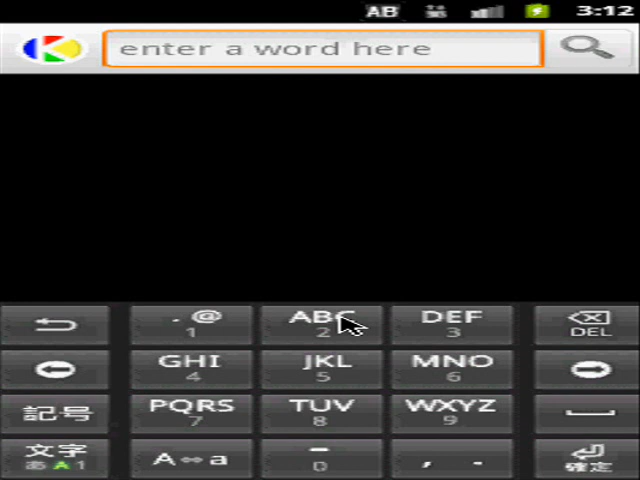 AB 3:12
K enter a word here
. @ ABC DEF
1 2 3 DEL
GHI JKL MNO
4 5 6
記号 PQRS TUV WXYZ
7 8 9
文字 A⇔a - , .
あA1 0 確定